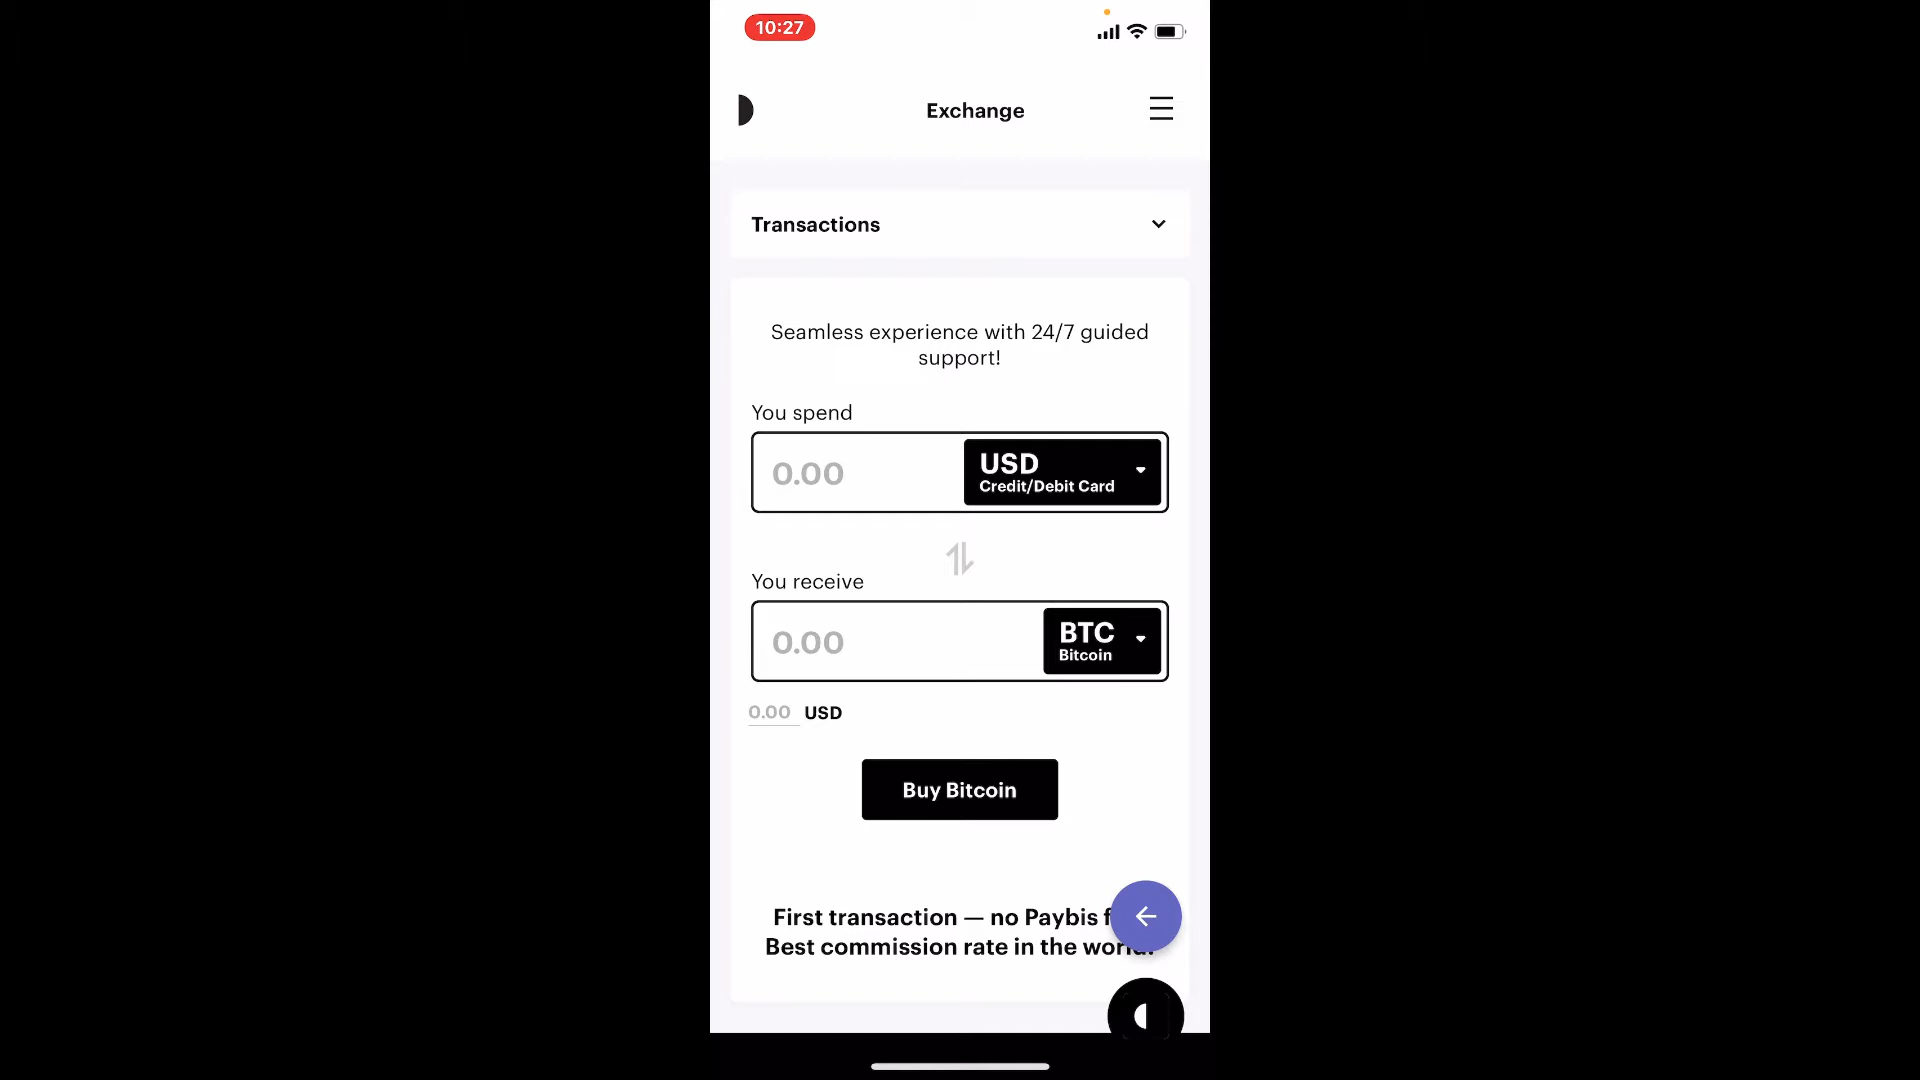 10:27
Exchange
Transactions
Seamless experience with 24/7 guided
support!
You spend
0.00
USD
Credit/Debit Card
You receive
0.00
BTC
Bitcoin
0.00 USD
Buy Bitcoin
First transaction — no Paybis
Best commission rate in the world!